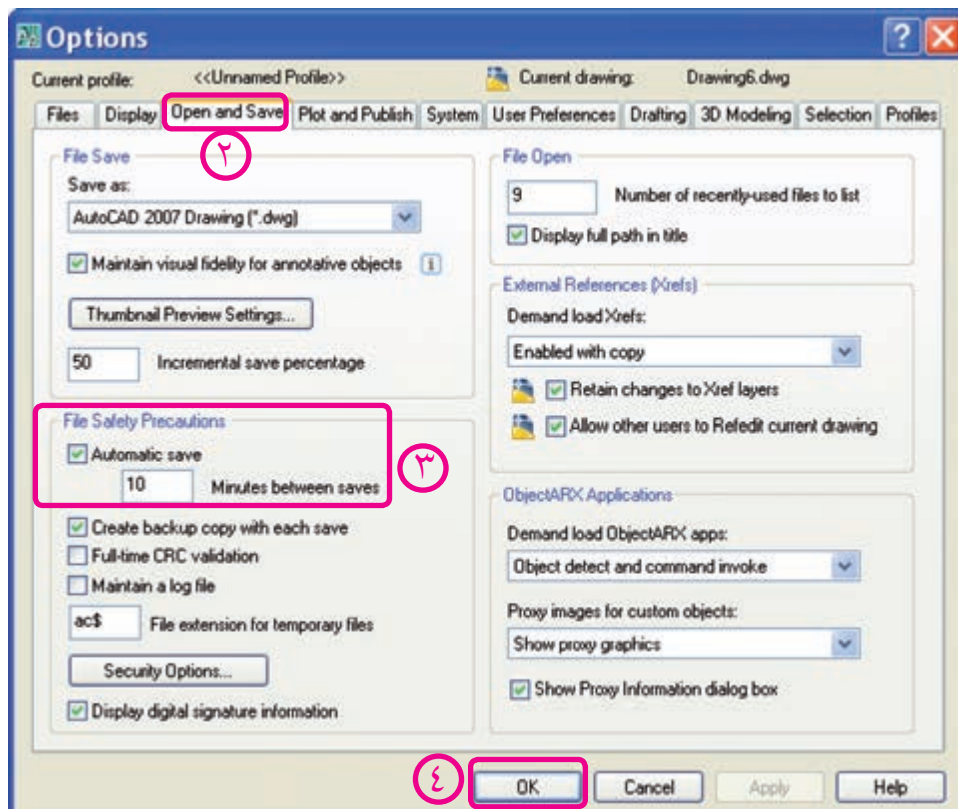 Options
Current profile: <<Unnamed Profile>> Current drawing: Drawing6.dwg
Files Display Open and Save Plot and Publish System User Preferences Drafting 3D Modeling Selection Profiles
۲
File Save
Save as:
AutoCAD 2007 Drawing (*.dwg)
Maintain visual fidelity for annotative objects i
Thumbnail Preview Settings...
50 Incremental save percentage
File Safety Precautions
Automatic save
10 Minutes between saves
۳
Create backup copy with each save
Full-time CRC validation
Maintain a log file
ac$ File extension for temporary files
Security Options...
Display digital signature information
File Open
9 Number of recently-used files to list
Display full path in title
External References (Xrefs)
Demand load Xrefs:
Enabled with copy
Retain changes to Xref layers
Allow other users to Refedit current drawing
ObjectARX Applications
Demand load ObjectARX apps:
Object detect and command invoke
Proxy images for custom objects:
Show proxy graphics
Show Proxy Information dialog box
٤
OK Cancel Apply Help